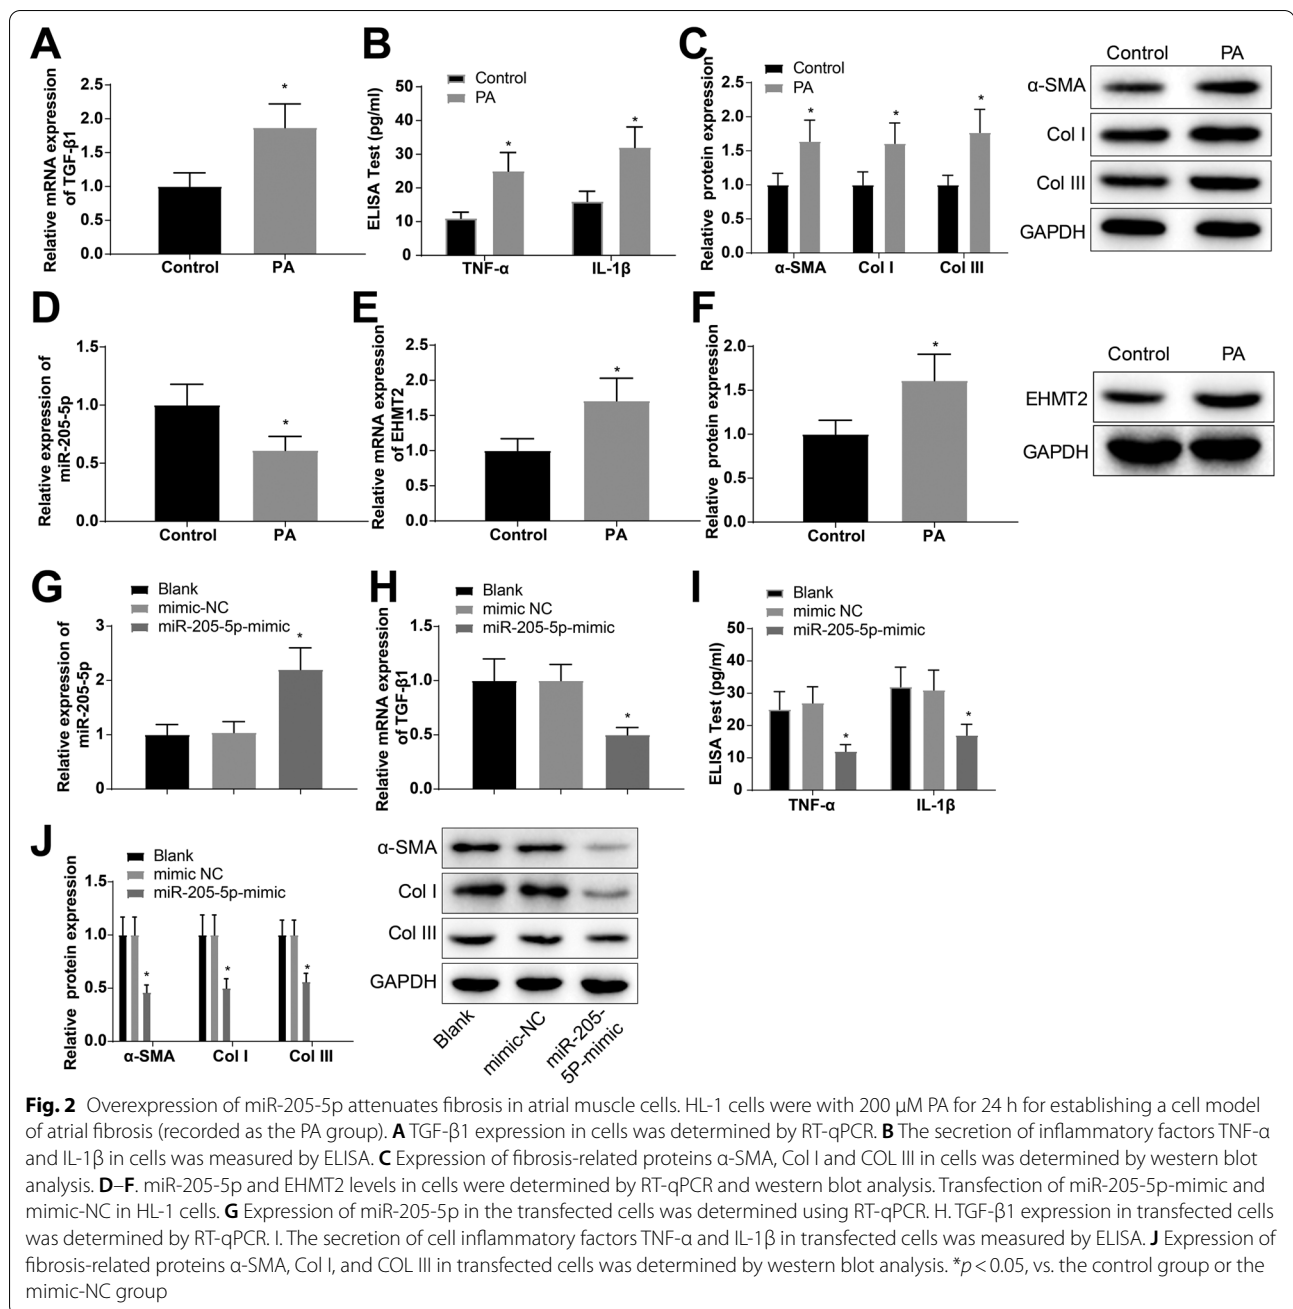 A
Relative mRNA expression
of TGF-β1
2.5
2.0
1.5
1.0
0.5
0.0
*
Control
PA
B
Control
PA
ELISA Test (pg/ml)
50
40
30
20
10
0
*
*
TNF-α
IL-1β
C
Control
PA
Relative protein expression
2.5
2.0
1.5
1.0
0.5
0.0
*
*
*
α-SMA
Col I
Col III
Control PA
α-SMA
Col I
Col III
GAPDH
D
Relative expression of
miR-205-5p
1.5
1.0
0.5
0.0
*
Control
PA
E
Relative mRNA expression
of EHMT2
2.5
2.0
1.5
1.0
0.5
0.0
*
Control
PA
F
Relative protein expression
2.0
1.5
1.0
0.5
0.0
*
Control
PA
Control PA
EHMT2
GAPDH
G
Blank
mimic-NC
miR-205-5p-mimic
Relative expression of
miR-205-5p
3
2
1
0
*
H
Blank
mimic NC
miR-205-5p-mimic
Relative mRNA expression
of TGF-β1
1.5
1.0
0.5
0.0
*
I
Blank
mimic NC
miR-205-5p-mimic
ELISA Test (pg/ml)
50
40
30
20
10
0
*
*
TNF-α
IL-1β
J
Blank
mimic NC
miR-205-5p-mimic
Relative protein expression
1.5
1.0
0.5
0.0
*
*
*
α-SMA
Col I
Col III
α-SMA
Col I
Col III
GAPDH
Blank
mimic-NC
miR-205-
5P-mimic
Fig. 2 Overexpression of miR-205-5p attenuates fibrosis in atrial muscle cells. HL-1 cells were with 200 µM PA for 24 h for establishing a cell model
of atrial fibrosis (recorded as the PA group). A TGF-β1 expression in cells was determined by RT-qPCR. B The secretion of inflammatory factors TNF-α
and IL-1β in cells was measured by ELISA. C Expression of fibrosis-related proteins α-SMA, Col I and COL III in cells was determined by western blot
analysis. D–F. miR-205-5p and EHMT2 levels in cells were determined by RT-qPCR and western blot analysis. Transfection of miR-205-5p-mimic and
mimic-NC in HL-1 cells. G Expression of miR-205-5p in the transfected cells was determined using RT-qPCR. H. TGF-β1 expression in transfected cells
was determined by RT-qPCR. I. The secretion of cell inflammatory factors TNF-α and IL-1β in transfected cells was measured by ELISA. J Expression of
fibrosis-related proteins α-SMA, Col I, and COL III in transfected cells was determined by western blot analysis. *p < 0.05, vs. the control group or the
mimic-NC group